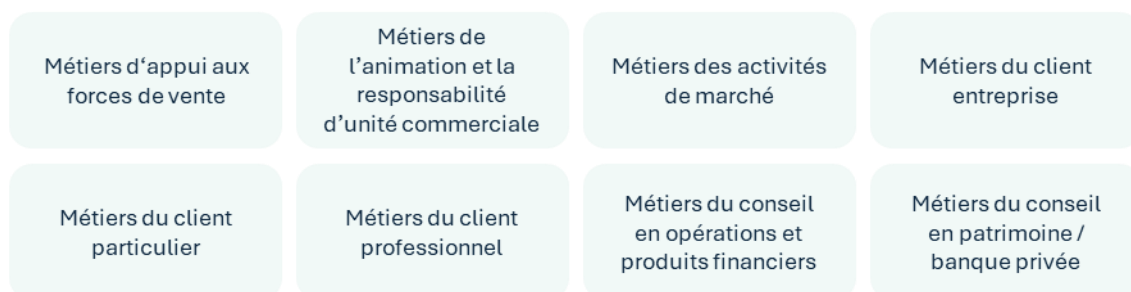 Métiers d‘appui aux
forces de vente
Métiers de
l’animation et la
responsabilité
d’unité commerciale
Métiers des activités
de marché
Métiers du client
entreprise
Métiers du client
particulier
Métiers du client
professionnel
Métiers du conseil
en opérations et
produits financiers
Métiers du conseil
en patrimoine /
banque privée